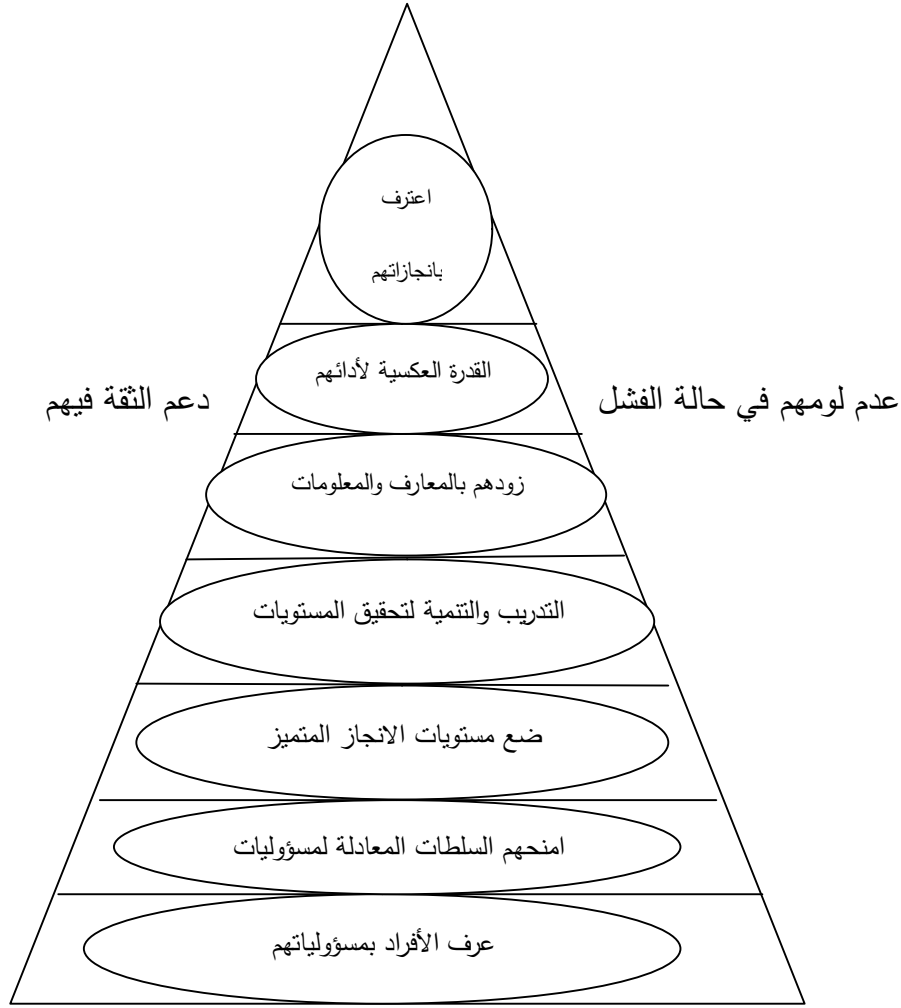 اعترف
بانجازاتهم
القدرة العكسية لأدائهم
عدم لومهم في حالة الفشل
دعم الثقة فيهم
زودهم بالمعارف والمعلومات
التدريب والتنمية لتحقيق المستويات
ضع مستويات الانجاز المتميز
امنحهم السلطات المعادلة لمسؤوليات
عرف الأفراد بمسؤولياتهم